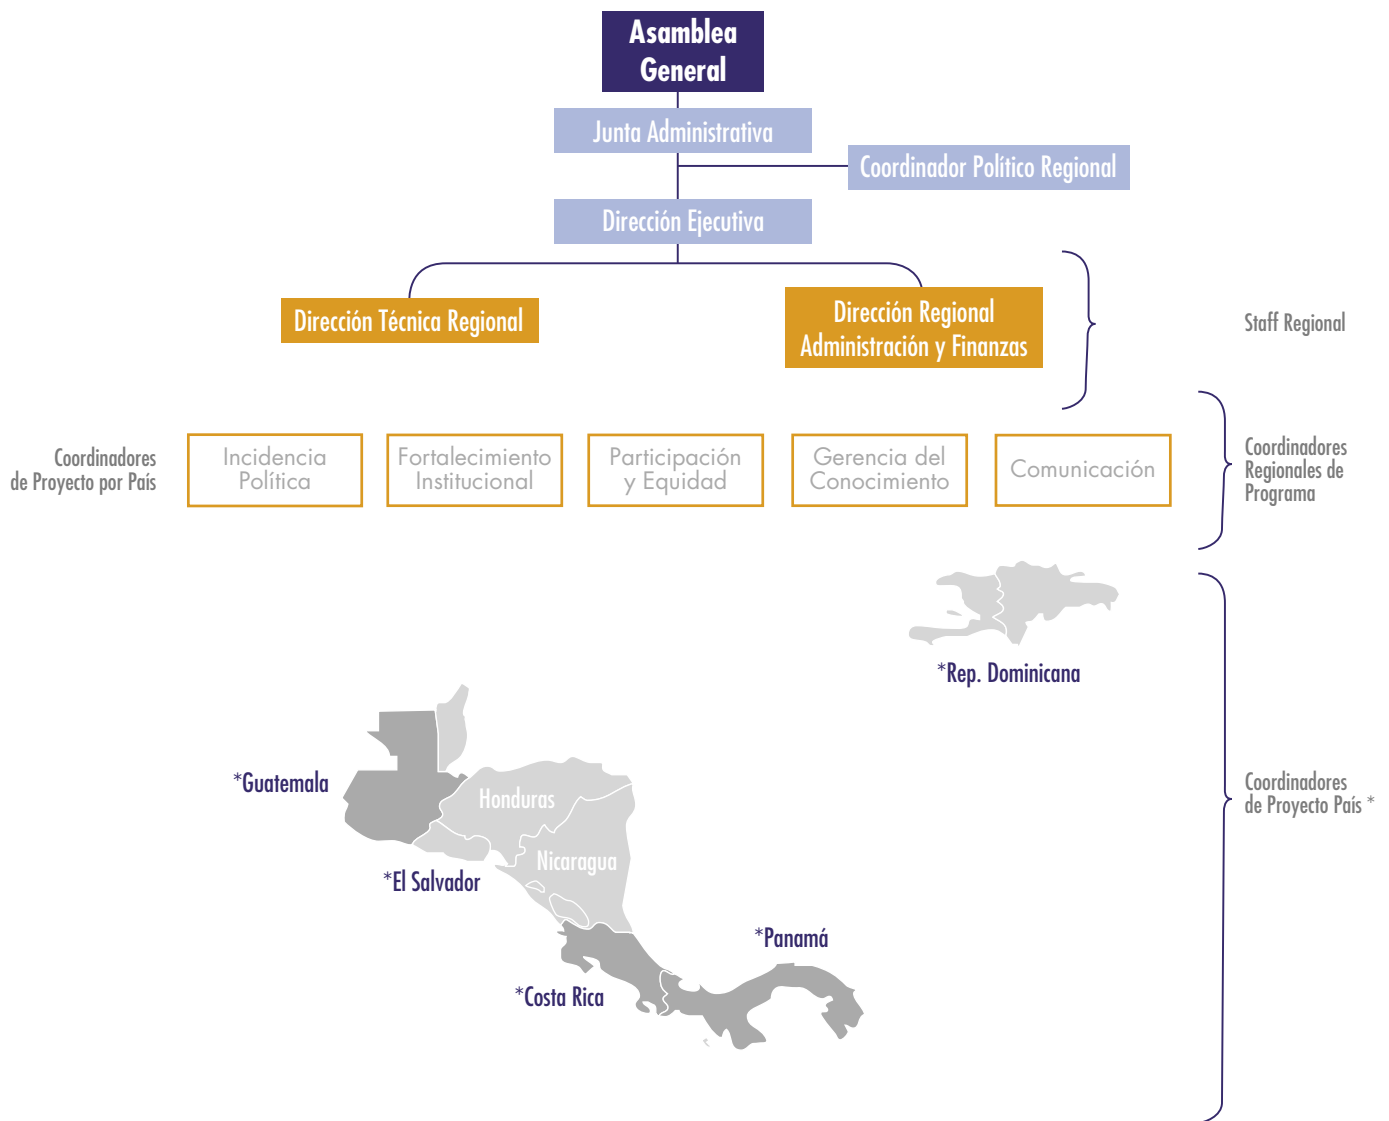 Asamblea
General
Junta Administrativa
Coordinador Político Regional
Dirección Ejecutiva
Dirección Técnica Regional
Dirección Regional
Administración y Finanzas
Staff Regional
Coordinadores
de Proyecto por País
Incidencia
Política
Fortalecimiento
Institucional
Participación
y Equidad
Gerencia del
Conocimiento
Comunicación
Coordinadores
Regionales de
Programa
*Rep. Dominicana
*Guatemala
Honduras
Nicaragua
*El Salvador
*Panamá
*Costa Rica
Coordinadores
de Proyecto País *